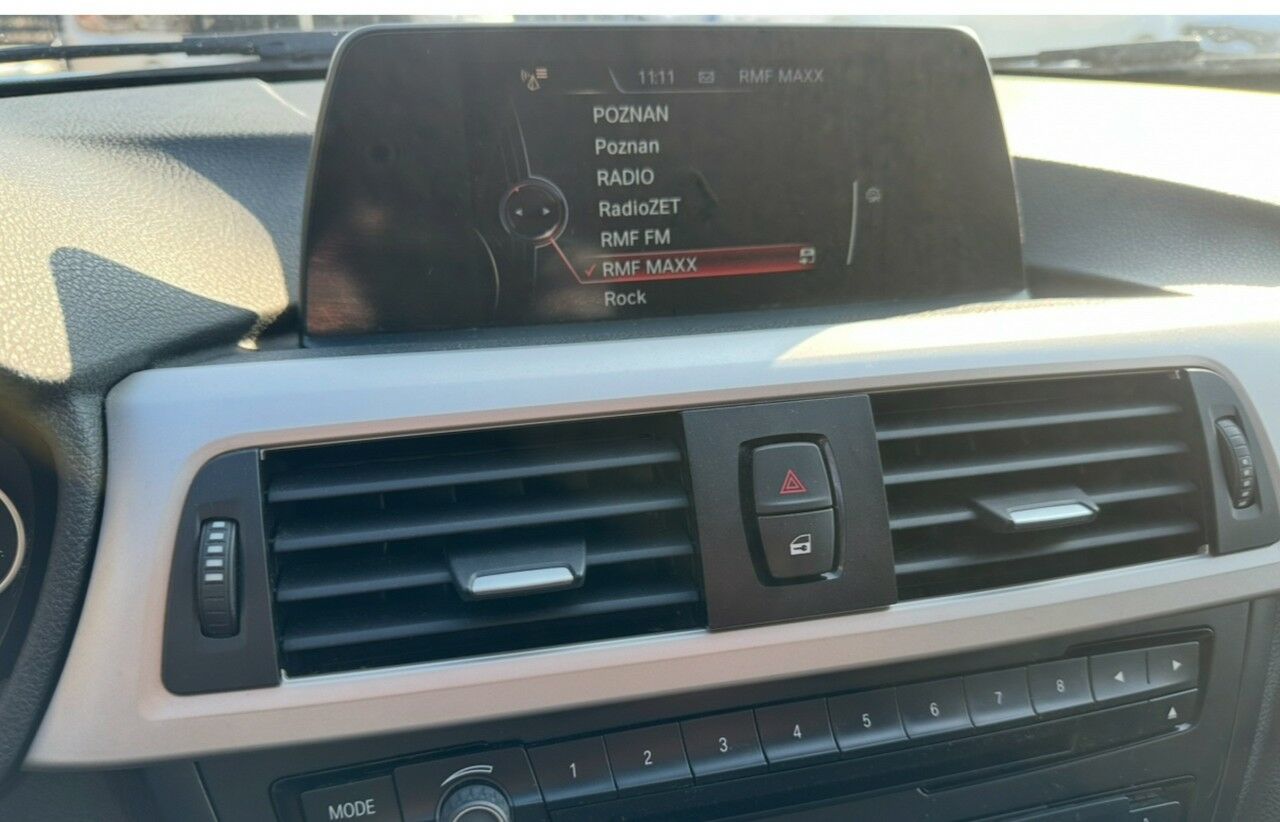 11:11 RMF MAXX
POZNAN
Poznan
RADIO
RadioZET
RMF FM
RMF MAXX
Rock
1 2 3 4 5 6 7 8
MODE